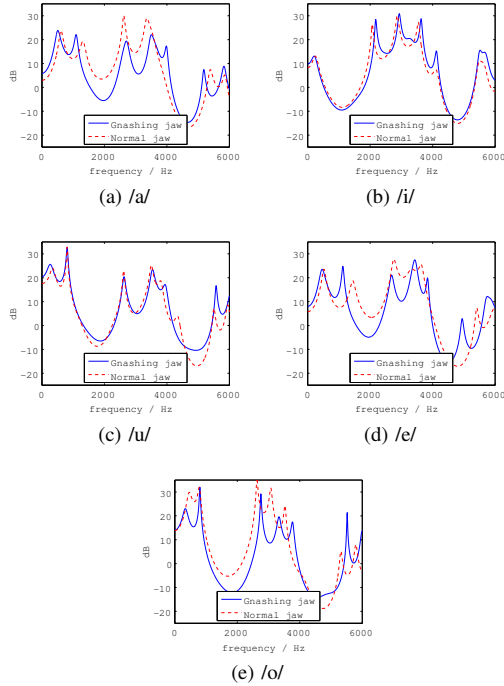 30
20
10
0
−10
−20
dB
Gnashing jaw
Normal jaw
0 2000 4000 6000
frequency / Hz
(a) /a/
30
20
10
0
−10
−20
dB
Gnashing jaw
Normal jaw
0 2000 4000 6000
frequency / Hz
(b) /i/
30
20
10
0
−10
−20
dB
Gnashing jaw
Normal jaw
0 2000 4000 6000
frequency / Hz
(c) /u/
30
20
10
0
−10
−20
dB
Gnashing jaw
Normal jaw
0 2000 4000 6000
frequency / Hz
(d) /e/
30
20
10
0
−10
−20
dB
Gnashing jaw
Normal jaw
0 2000 4000 6000
frequency / Hz
(e) /o/